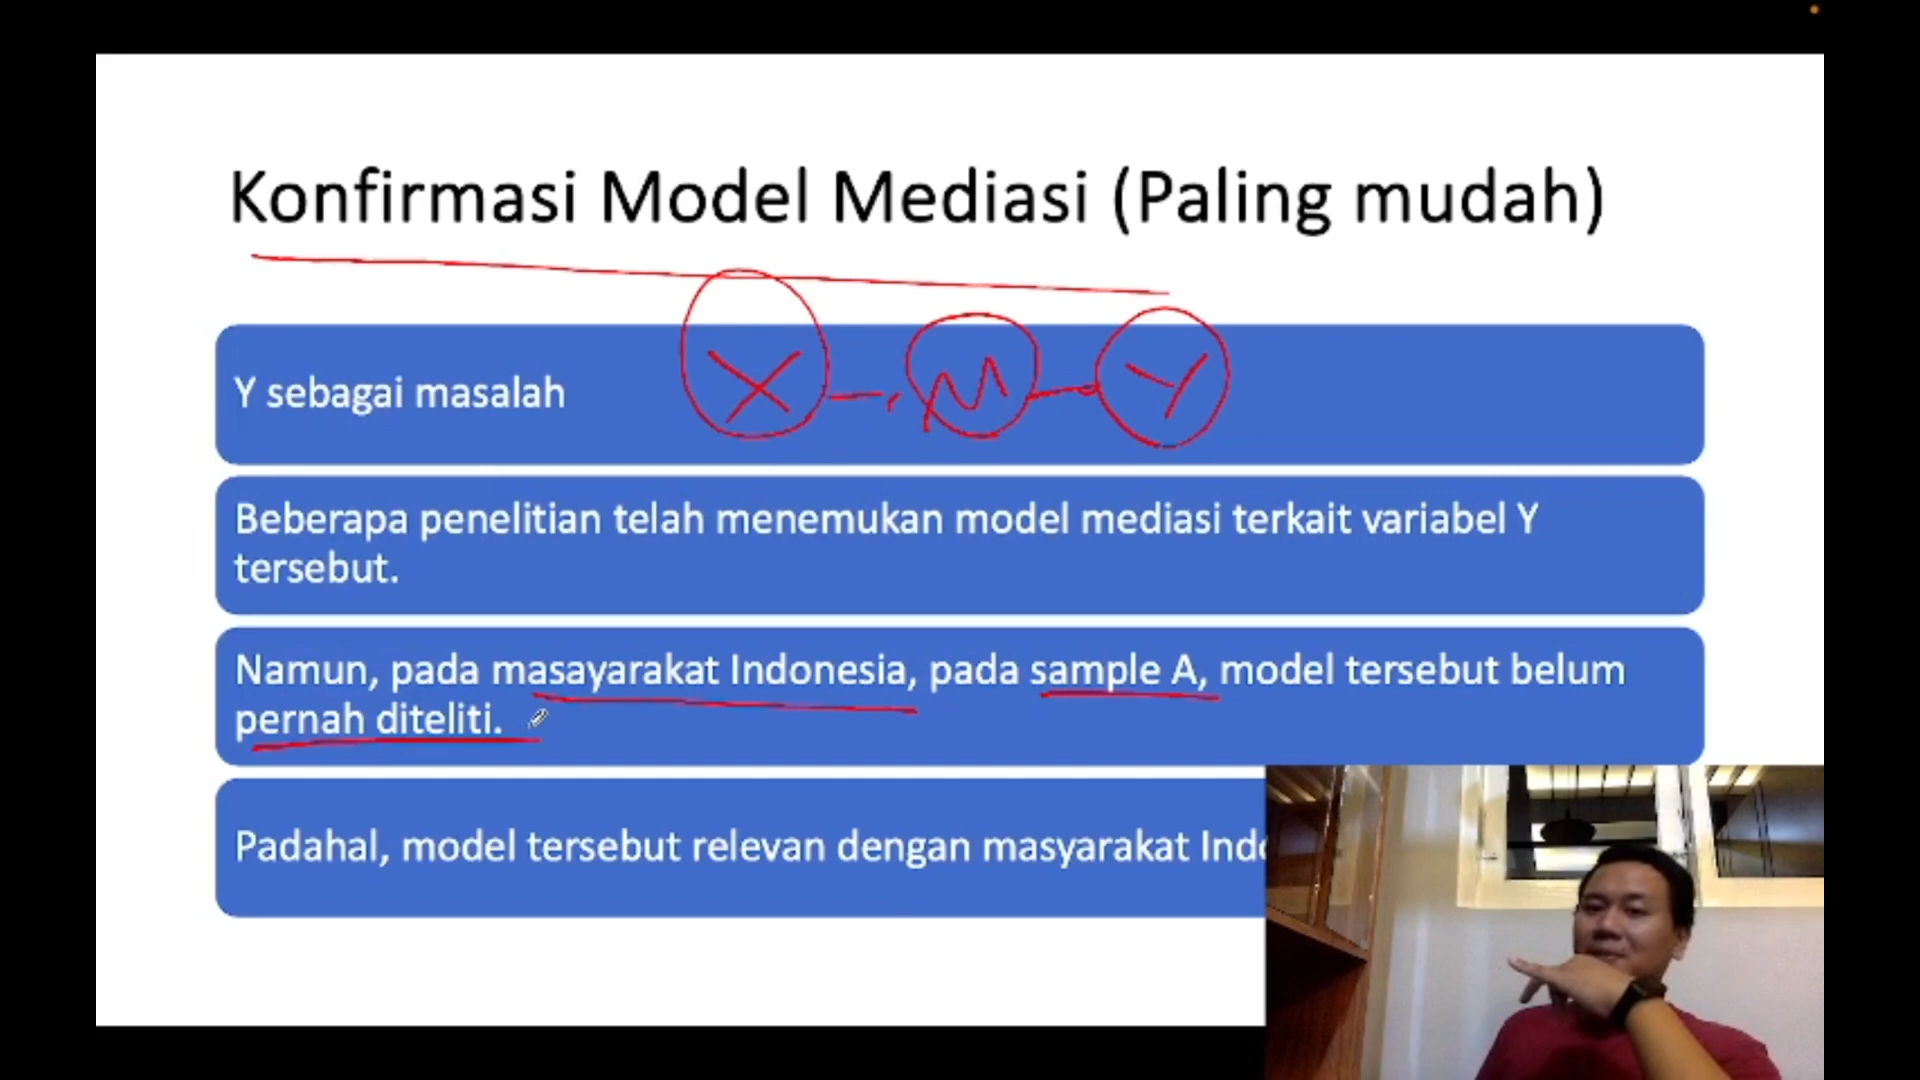 Konfirmasi Model Mediasi (Paling mudah)
X M Y
Y sebagai masalah
Beberapa penelitian telah menemukan model mediasi terkait variabel Y
tersebut.
Namun, pada masayarakat Indonesia, pada sample A, model tersebut belum
pernah diteliti.
Padahal, model tersebut relevan dengan masyarakat